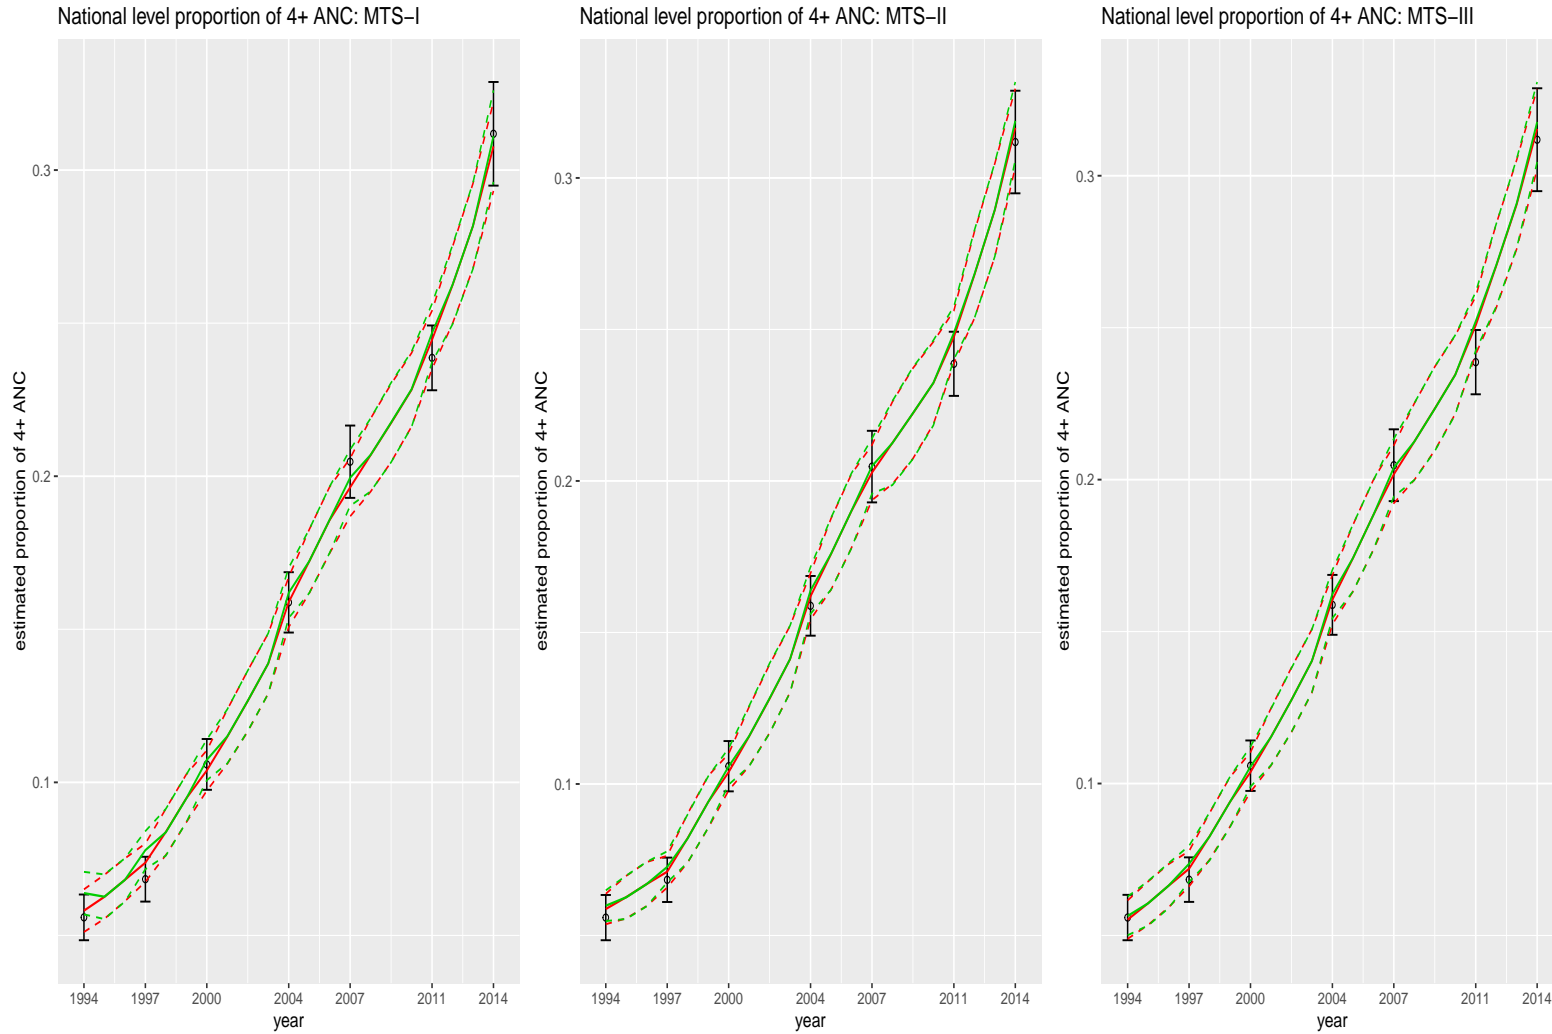 National level proportion of 4+ ANC: MTS−I
National level proportion of 4+ ANC: MTS−II
National level proportion of 4+ ANC: MTS−III
estimated proportion of 4+ ANC
0.3
0.2
0.1
1994 1997 2000 2004 2007 2011 2014
year
estimated proportion of 4+ ANC
0.3
0.2
0.1
1994 1997 2000 2004 2007 2011 2014
year
estimated proportion of 4+ ANC
0.3
0.2
0.1
1994 1997 2000 2004 2007 2011 2014
year